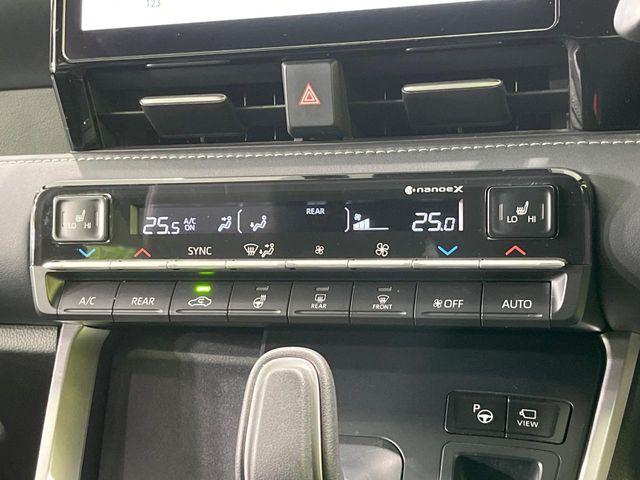 123
nanoeX
LO HI
25.5 A/C ON
REAR
25.0
LO HI
SYNC
A/C
REAR
REAR
FRONT
OFF
AUTO
P
VIEW